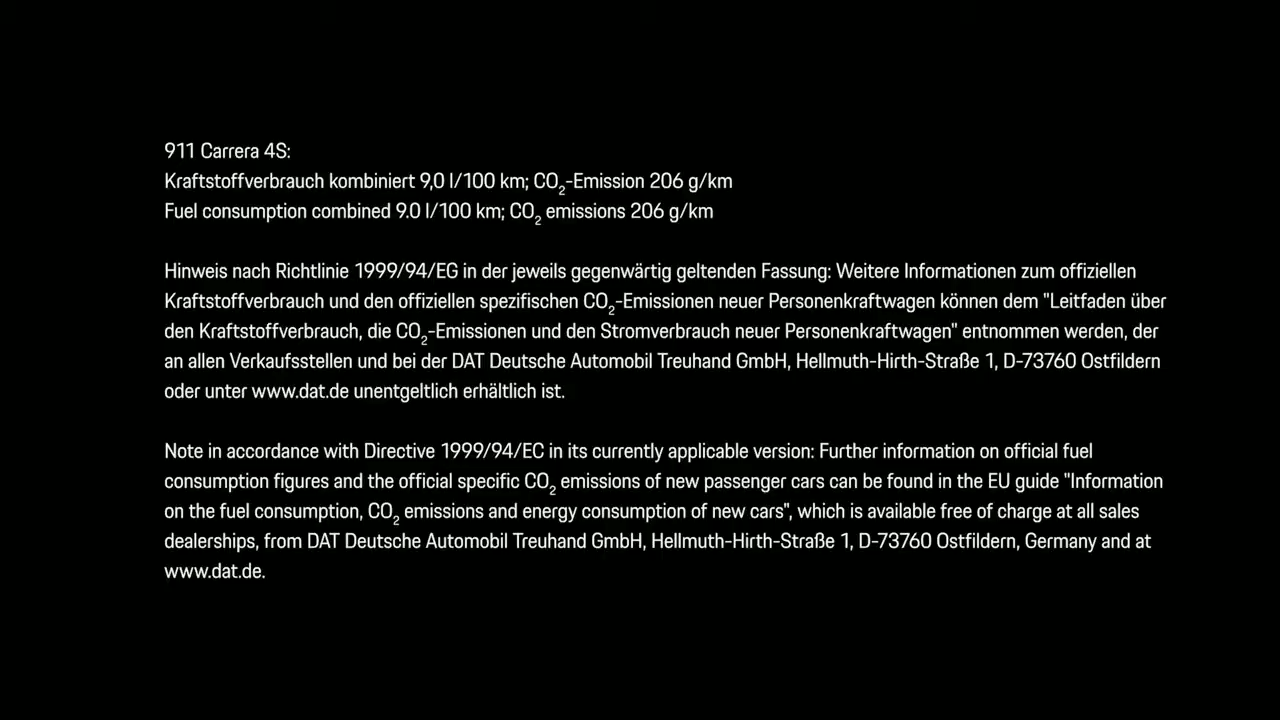 911 Carrera 4S:
Kraftstoffverbrauch kombiniert 9,0 l/100 km; CO₂-Emission 206 g/km
Fuel consumption combined 9.0 l/100 km; CO₂ emissions 206 g/km
Hinweis nach Richtlinie 1999/94/EG in der jeweils gegenwärtig geltenden Fassung: Weitere Informationen zum offiziellen
Kraftstoffverbrauch und den offiziellen spezifischen CO₂-Emissionen neuer Personenkraftwagen können dem "Leitfaden über
den Kraftstoffverbrauch, die CO₂-Emissionen und den Stromverbrauch neuer Personenkraftwagen" entnommen werden, der
an allen Verkaufsstellen und bei der DAT Deutsche Automobil Treuhand GmbH, Hellmuth-Hirth-Straße 1, D-73760 Ostfildern
oder unter www.dat.de unentgeltlich erhältlich ist.
Note in accordance with Directive 1999/94/EC in its currently applicable version: Further information on official fuel
consumption figures and the official specific CO₂ emissions of new passenger cars can be found in the EU guide "Information
on the fuel consumption, CO₂ emissions and energy consumption of new cars", which is available free of charge at all sales
dealerships, from DAT Deutsche Automobil Treuhand GmbH, Hellmuth-Hirth-Straße 1, D-73760 Ostfildern, Germany and at
www.dat.de.